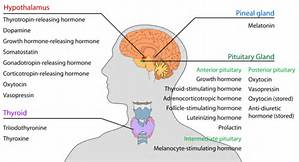 Hypothalamus
Thyrotropin-releasing hormone
Dopamine
Growth hormone-releasing hormone
Somatostatin
Gonadotropin-releasing hormone
Corticotropin-releasing hormone
Oxytocin
Vasopressin
Thyroid
Triiodothyronine
Thyroxine
Pineal gland
Melatonin
Pituitary Gland
Anterior pituitary
Growth hormone
Thyroid-stimulating hormone
Adrenocorticotropic hormone
Follicle-stimulating hormone
Luteinizing hormone
Prolactin
Posterior pituitary
Oxytocin
Vasopressin
Oxytocin (stored)
Anti-diuretic
hormone (stored)
Intermediate pituitary
Melanocyte-stimulating hormone